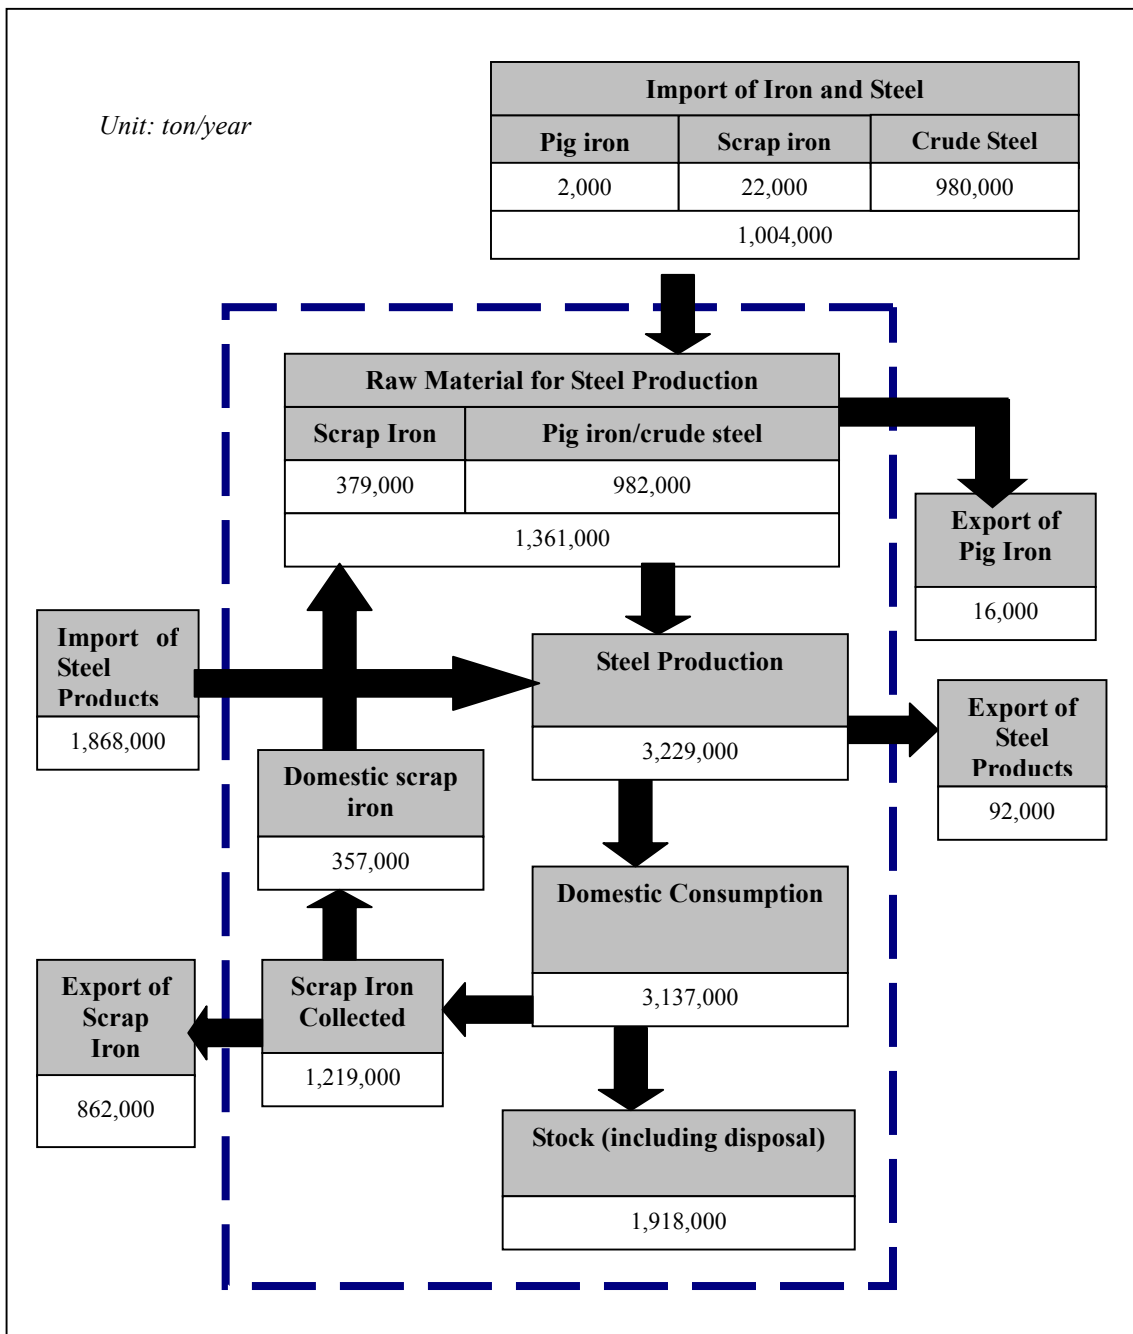 Unit: ton/year
Import of Iron and Steel
Pig iron
Scrap iron
Crude Steel
2,000
22,000
980,000
1,004,000
Raw Material for Steel Production
Scrap Iron
Pig iron/crude steel
379,000
982,000
1,361,000
Export of
Pig Iron
16,000
Import of
Steel
Products
1,868,000
Steel Production
3,229,000
Export of
Steel
Products
92,000
Domestic scrap
iron
357,000
Domestic Consumption
3,137,000
Export of
Scrap
Iron
862,000
Scrap Iron
Collected
1,219,000
Stock (including disposal)
1,918,000